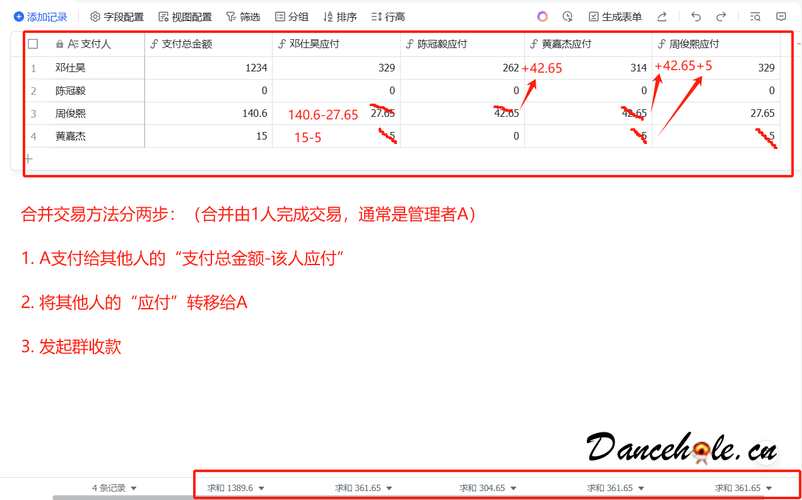 添加记录 字段配置 视图配置 筛选 分组 排序 行高 生成表单
支付人 支付总金额 邓仕昊应付 陈冠毅应付 黄嘉杰应付 周俊熙应付
1 邓仕昊 1234 329 262 +42.65 314 +42.65+5 329
2 陈冠毅 0 0 0 0 0
3 周俊熙 140.6 140.6-27.65 27.65 42.65 42.65 27.65
4 黄嘉杰 15 15-5 5 0 5 5
合并交易方法分两步：（合并由1人完成交易，通常是管理者A）
1. A支付给其他人的“支付总金额-该人应付”
2. 将其他人的“应付”转移给A
3. 发起群收款
Dancehole.cn
4 条记录 求和 1389.6 求和 361.65 求和 304.65 求和 361.65 求和 361.65